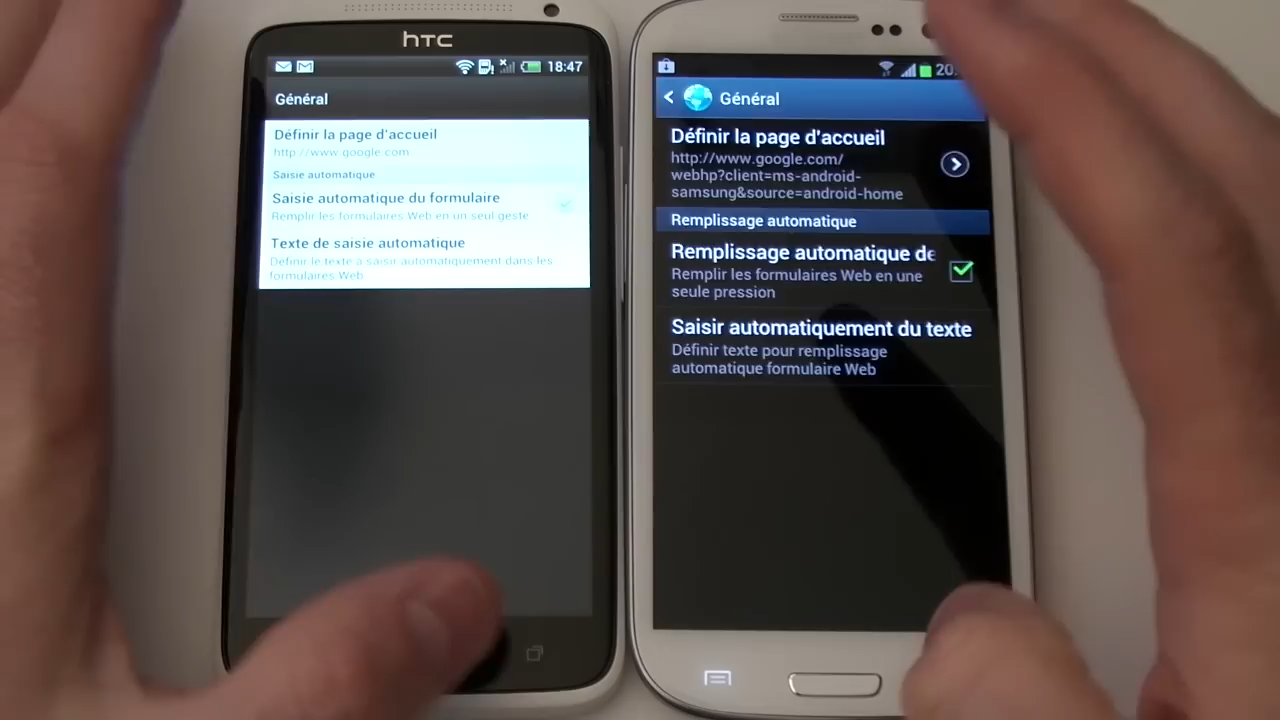 hTC
18:47
Général
Définir la page d'accueil
http://www.google.com
Saisie automatique
Saisie automatique du formulaire
Remplir les formulaires Web en un seul geste
Texte de saisie automatique
Définir le texte à saisir automatiquement dans les
formulaires Web
20:
Général
Définir la page d'accueil
http://www.google.com/
webhp?client=ms-android-
samsung&source=android-home
Remplissage automatique
Remplissage automatique de
Remplir les formulaires Web en une
seule pression
Saisir automatiquement du texte
Définir texte pour remplissage
automatique formulaire Web